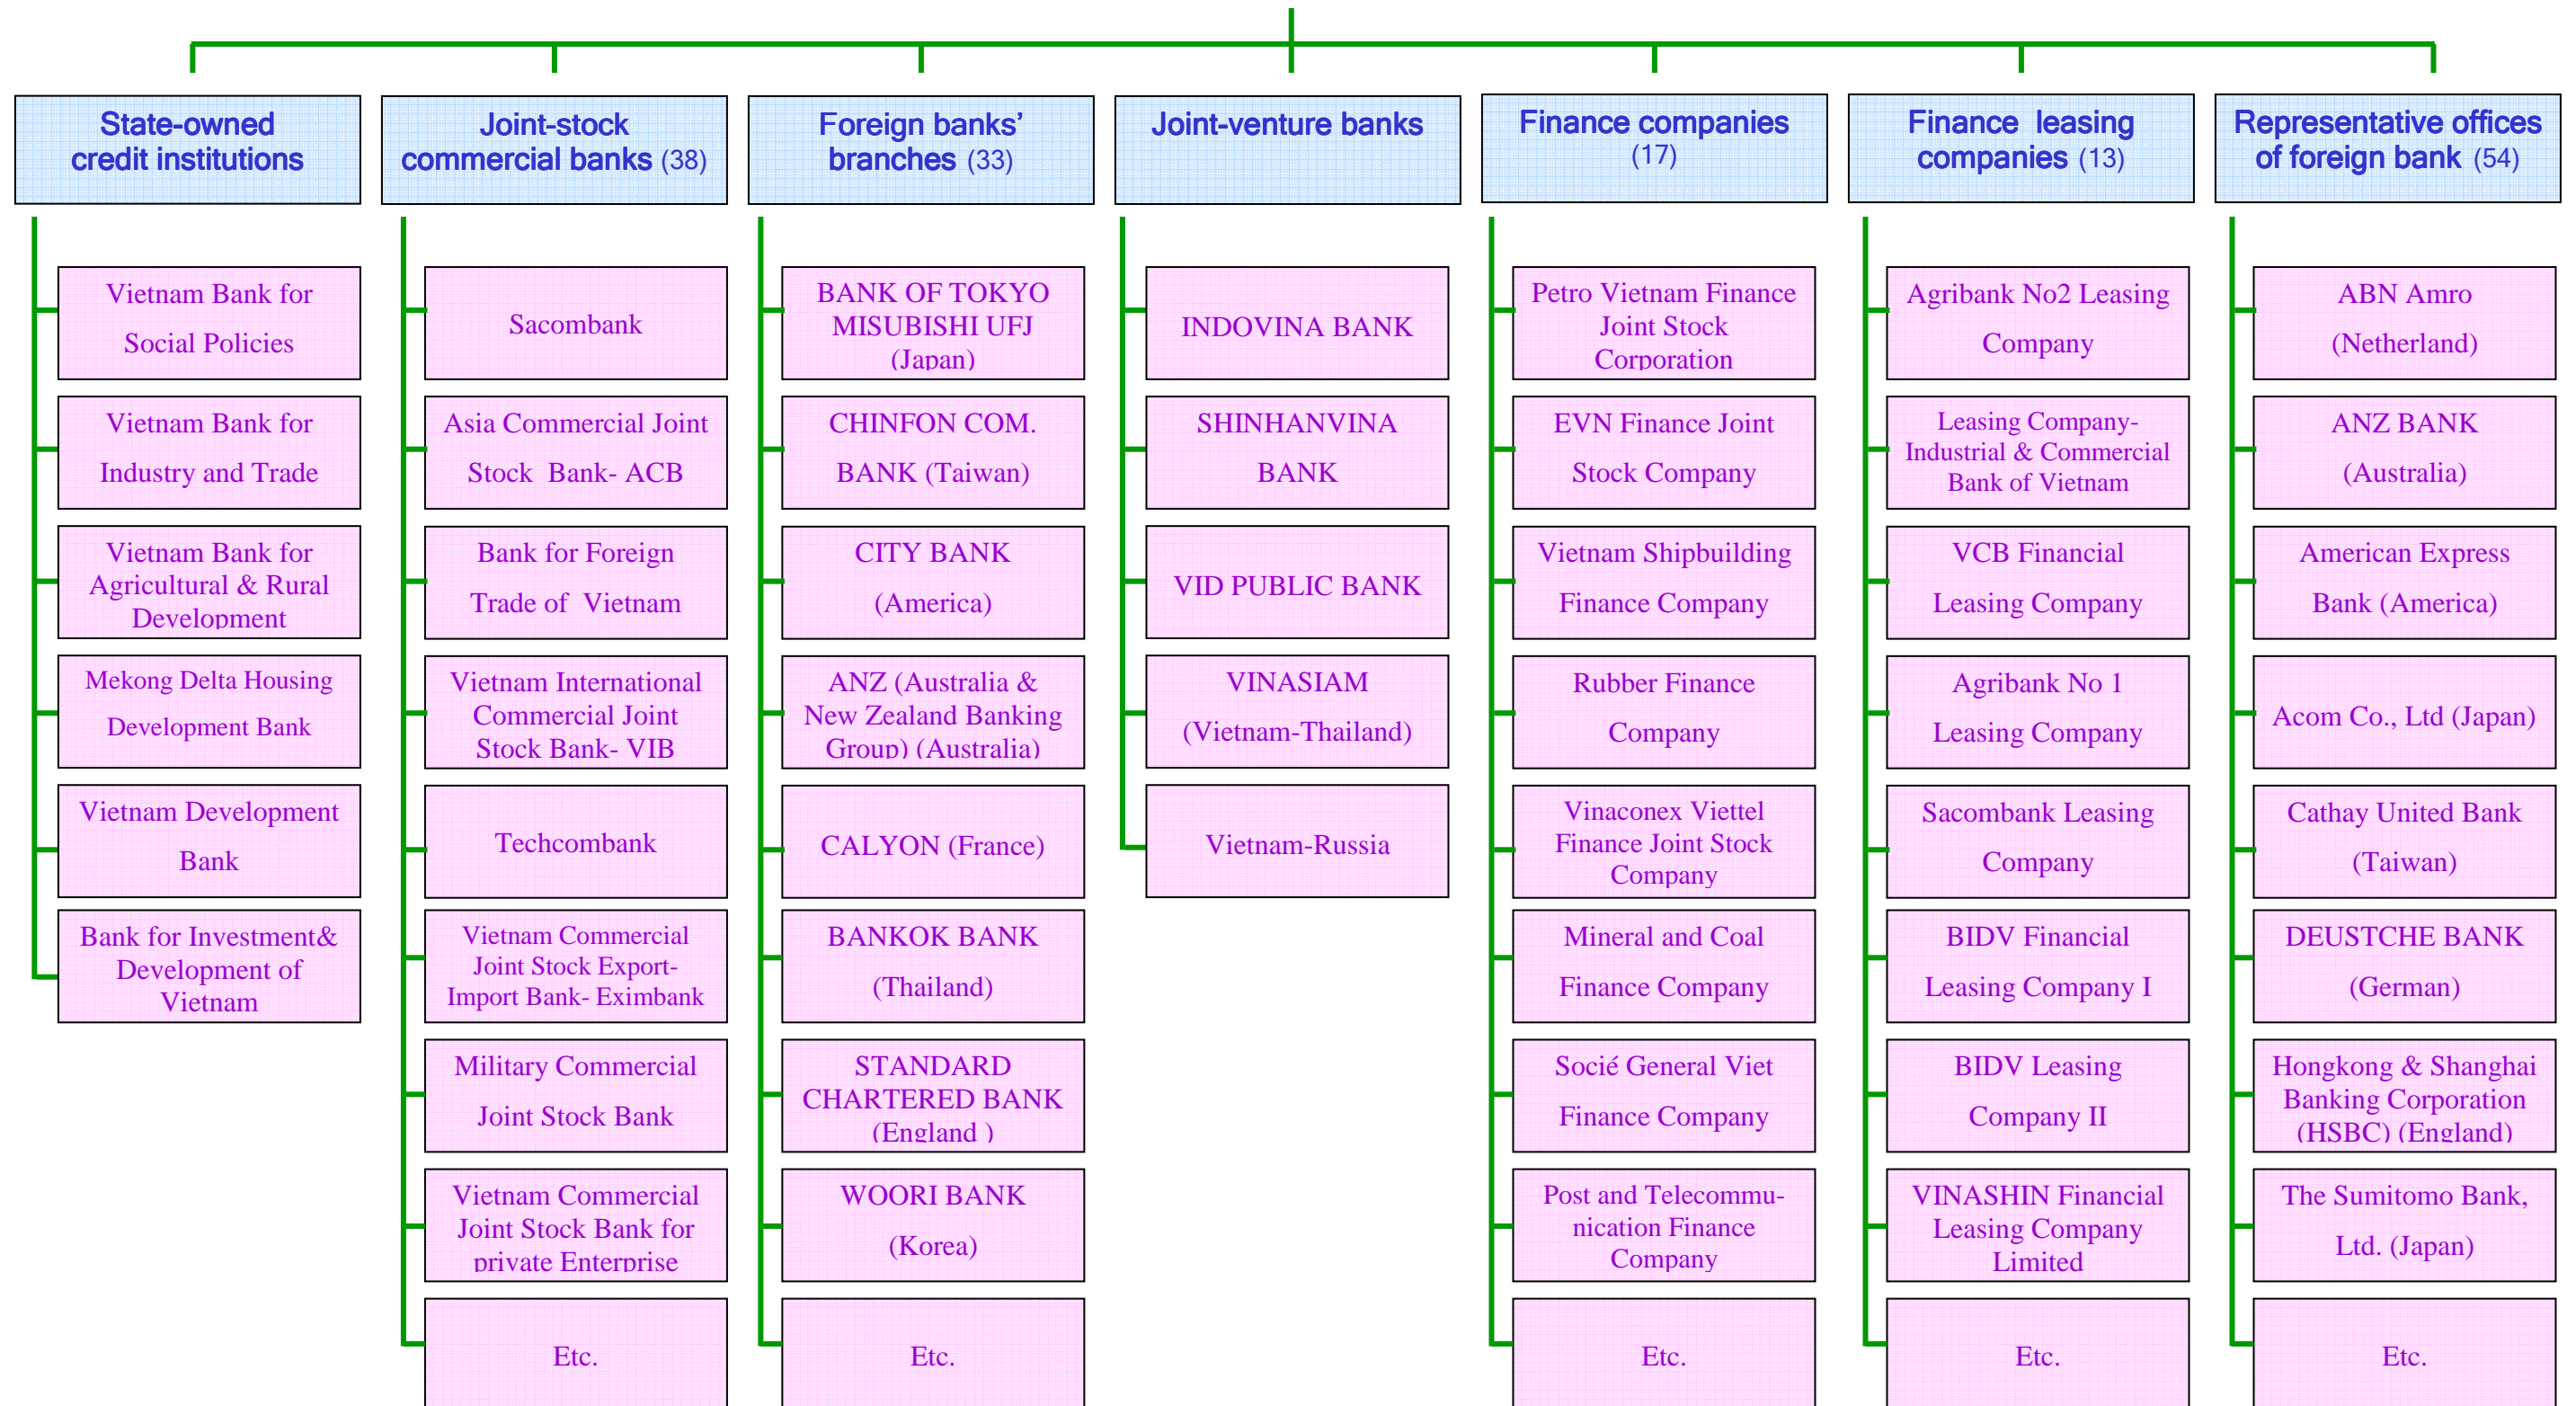 State-owned
credit institutions
Joint-stock
commercial banks (38)
Foreign banks’
branches (33)
Joint-venture banks
Finance companies
(17)
Finance leasing
companies (13)
Representative offices
of foreign bank (54)
Vietnam Bank for
Social Policies
Vietnam Bank for
Industry and Trade
Vietnam Bank for
Agricultural & Rural
Development
Mekong Delta Housing
Development Bank
Vietnam Development
Bank
Bank for Investment&
Development of
Vietnam
Sacombank
Asia Commercial Joint
Stock Bank- ACB
Bank for Foreign
Trade of Vietnam
Vietnam International
Commercial Joint
Stock Bank- VIB
Techcombank
Vietnam Commercial
Joint Stock Export-
Import Bank- Eximbank
Military Commercial
Joint Stock Bank
Vietnam Commercial
Joint Stock Bank for
private Enterprise
Etc.
BANK OF TOKYO
MISUBISHI UFJ
(Japan)
CHINFON COM.
BANK (Taiwan)
CITY BANK
(America)
ANZ (Australia &
New Zealand Banking
Group) (Australia)
CALYON (France)
BANKOK BANK
(Thailand)
STANDARD
CHARTERED BANK
(England )
WOORI BANK
(Korea)
Etc.
INDOVINA BANK
SHINHANVINA
BANK
VID PUBLIC BANK
VINASIAM
(Vietnam-Thailand)
Vietnam-Russia
Petro Vietnam Finance
Joint Stock
Corporation
EVN Finance Joint
Stock Company
Vietnam Shipbuilding
Finance Company
Rubber Finance
Company
Vinaconex Viettel
Finance Joint Stock
Company
Mineral and Coal
Finance Company
Socié General Viet
Finance Company
Post and Telecommu-
nication Finance
Company
Etc.
Agribank No2 Leasing
Company
Leasing Company-
Industrial & Commercial
Bank of Vietnam
VCB Financial
Leasing Company
Agribank No 1
Leasing Company
Sacombank Leasing
Company
BIDV Financial
Leasing Company I
BIDV Leasing
Company II
VINASHIN Financial
Leasing Company
Limited
Etc.
ABN Amro
(Netherland)
ANZ BANK
(Australia)
American Express
Bank (America)
Acom Co., Ltd (Japan)
Cathay United Bank
(Taiwan)
DEUSTCHE BANK
(German)
Hongkong & Shanghai
Banking Corporation
(HSBC) (England)
The Sumitomo Bank,
Ltd. (Japan)
Etc.